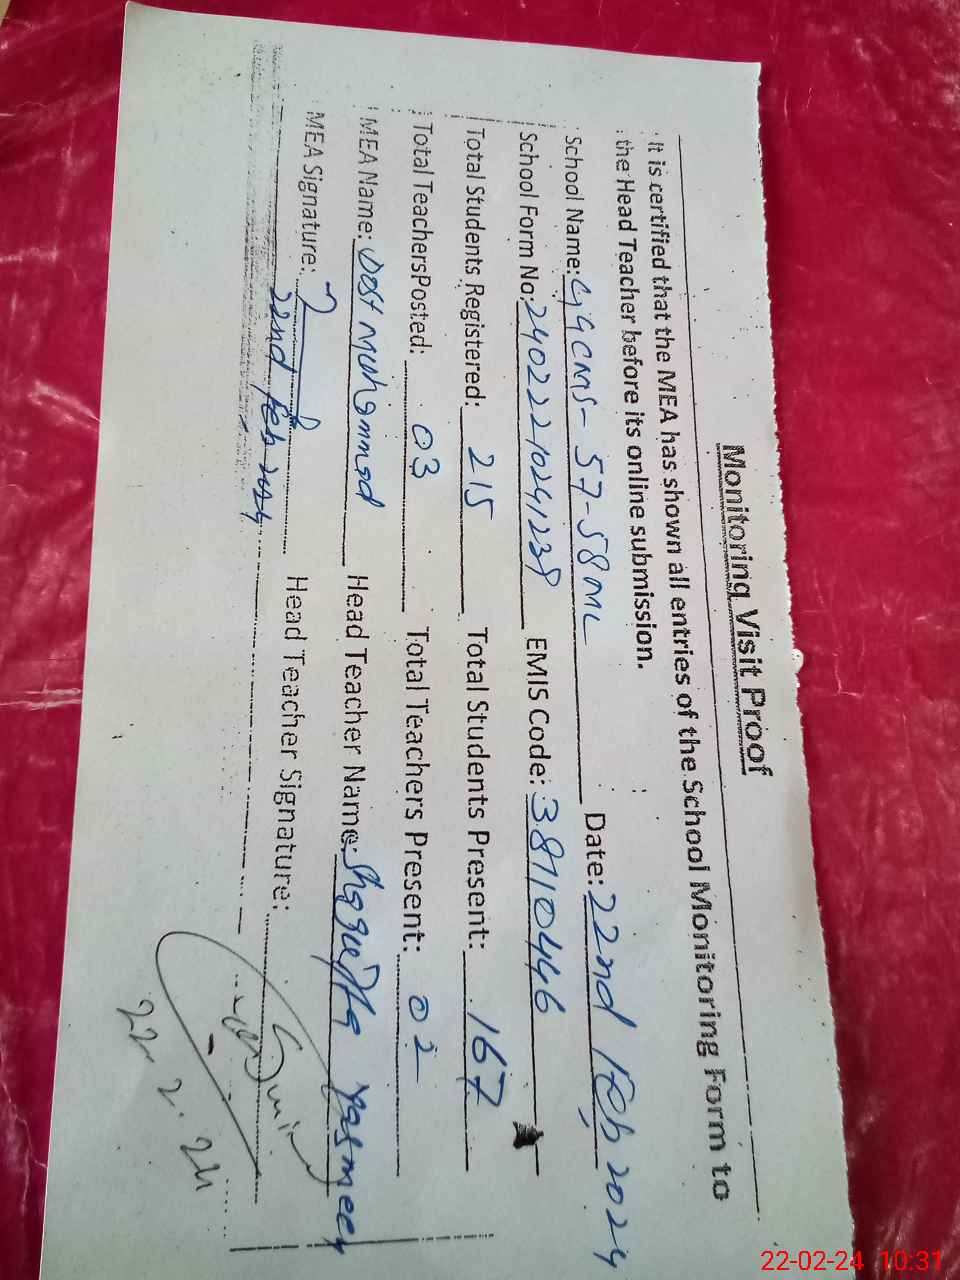 Monitoring Visit Proof
It is certified that the MEA has shown all entries of the School Monitoring Form to
the Head Teacher before its online submission.
School Name: GGCMS-57-58ML Date: 22nd Feb 2024
School Form No: EMIS Code: 38110446
Total Students Registered: 215 Total Students Present: 167
Total TeachersPosted: 03 Total Teachers Present: 02
MEA Name: Dost Muhammad Head Teacher Name: Shagufta Yasmeen
MEA Signature: Head Teacher Signature:
22nd Feb 2024
22.2.24
22-02-24 10:31